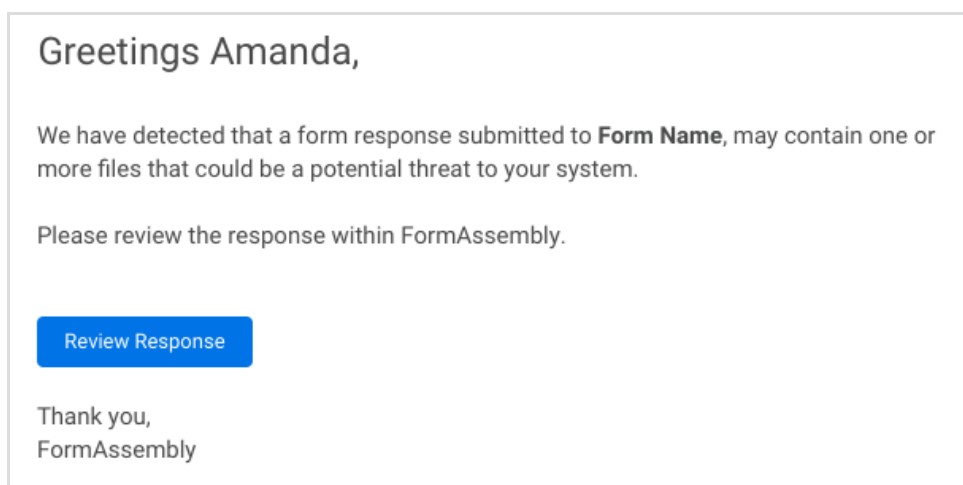 Greetings Amanda,
We have detected that a form response submitted to Form Name, may contain one or
more files that could be a potential threat to your system.
Please review the response within FormAssembly.
Review Response
Thank you,
FormAssembly